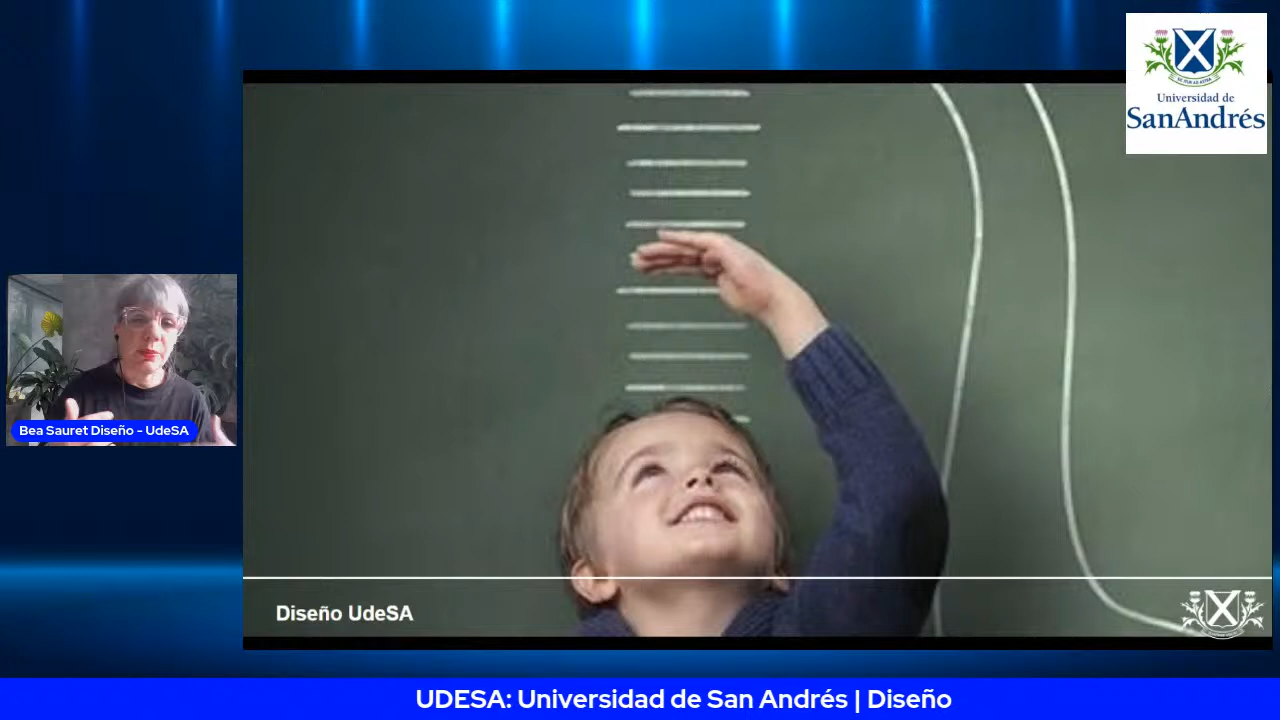 Universidad de
SanAndrés
Bea Sauret Diseño - UdeSA
Diseño UdeSA
UDESA: Universidad de San Andrés | Diseño